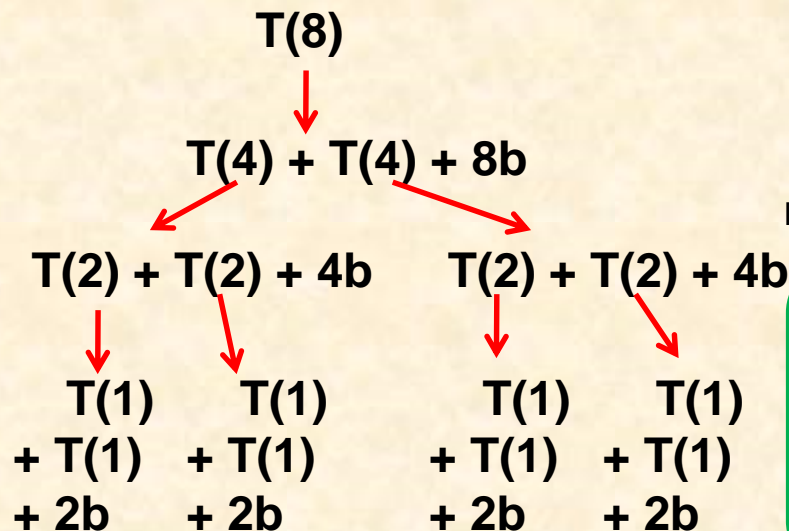 T(8)
T(4) + T(4) + 8b
T(2) + T(2) + 4b T(2) + T(2) + 4b
T(1) T(1) T(1) T(1)
+ T(1) + T(1) + T(1) + T(1)
+ 2b + 2b + 2b + 2b